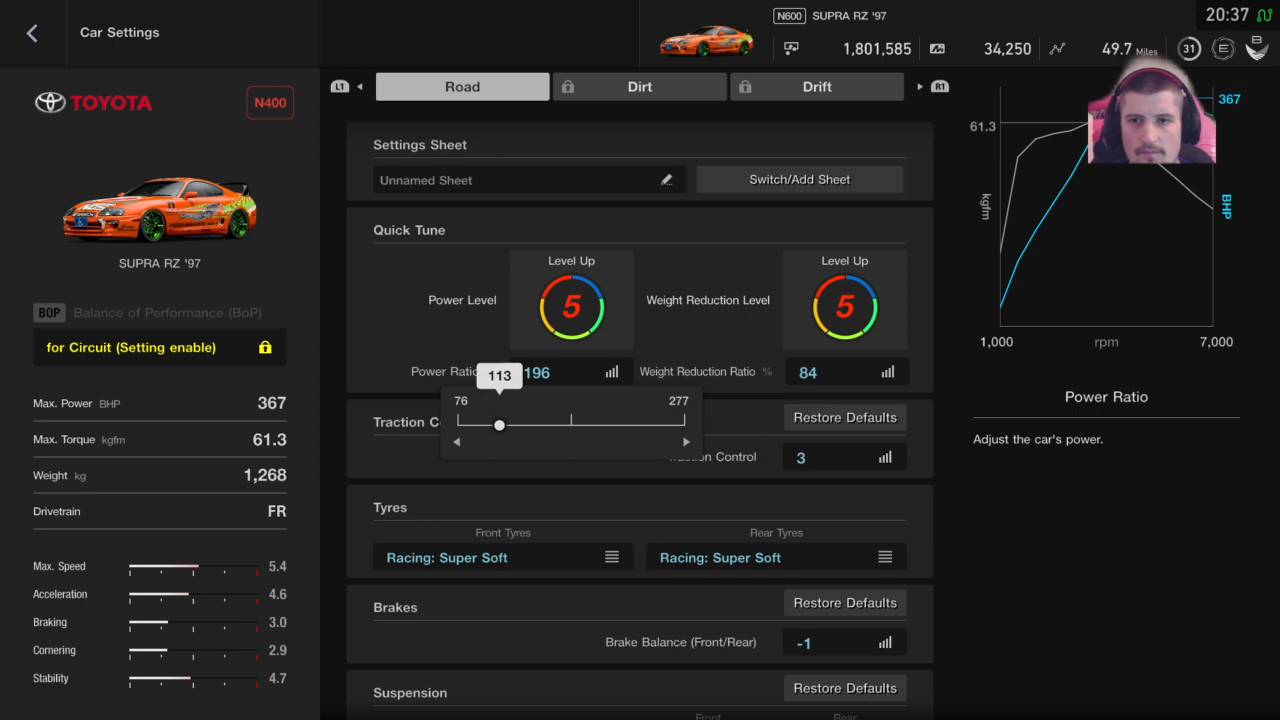 Car Settings
N600 SUPRA RZ '97
20:37
1,801,585
34,250
49.7 Miles
31
E
B
TOYOTA
N400
SUPRA RZ '97
BOP Balance of Performance (BoP)
for Circuit (Setting enable)
Max. Power BHP 367
Max. Torque kgfm 61.3
Weight kg 1,268
Drivetrain FR
Max. Speed 5.4
Acceleration 4.6
Braking 3.0
Cornering 2.9
Stability 4.7
L1 Road Dirt Drift R1
Settings Sheet
Unnamed Sheet Switch/Add Sheet
Quick Tune
Level Up Level Up
Power Level 5 Weight Reduction Level 5
Power Ratio 196 Weight Reduction Ratio % 84
113
76 277
Traction C Restore Defaults
Traction Control 3
Tyres
Front Tyres Rear Tyres
Racing: Super Soft Racing: Super Soft
Brakes Restore Defaults
Brake Balance (Front/Rear) -1
Suspension Restore Defaults
Front Rear
367
61.3
kgfm
BHP
1,000 rpm 7,000
Power Ratio
Adjust the car's power.